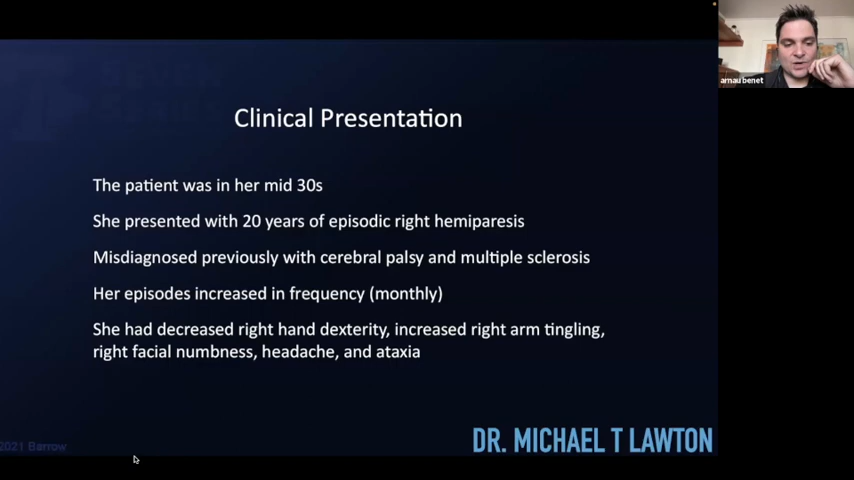 arnau benet
Clinical Presentation
The patient was in her mid 30s
She presented with 20 years of episodic right hemiparesis
Misdiagnosed previously with cerebral palsy and multiple sclerosis
Her episodes increased in frequency (monthly)
She had decreased right hand dexterity, increased right arm tingling,
right facial numbness, headache, and ataxia
2021 Barrow
DR. MICHAEL T LAWTON